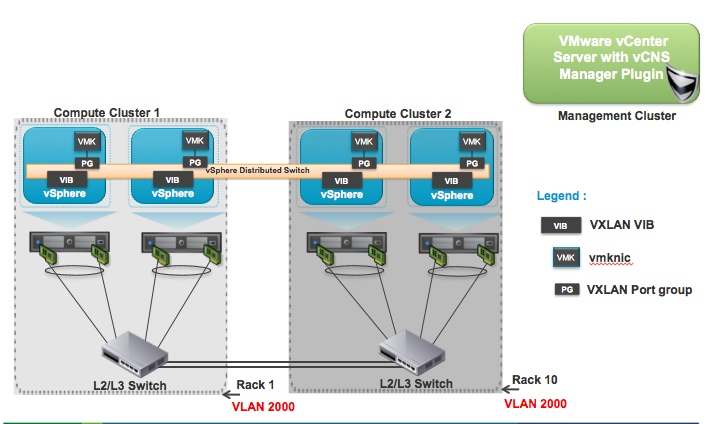 VMware vCenter
Server with vCNS
Manager Plugin
Management Cluster
Compute Cluster 1
Compute Cluster 2
VMK
VMK
VMK
VMK
PG
PG
PG
PG
vSphere Distributed Switch
VIB
VIB
VIB
VIB
vSphere
vSphere
vSphere
vSphere
Legend :
VIB VXLAN VIB
VMK vmknic
PG VXLAN Port group
L2/L3 Switch
Rack 1
VLAN 2000
L2/L3 Switch
Rack 10
VLAN 2000